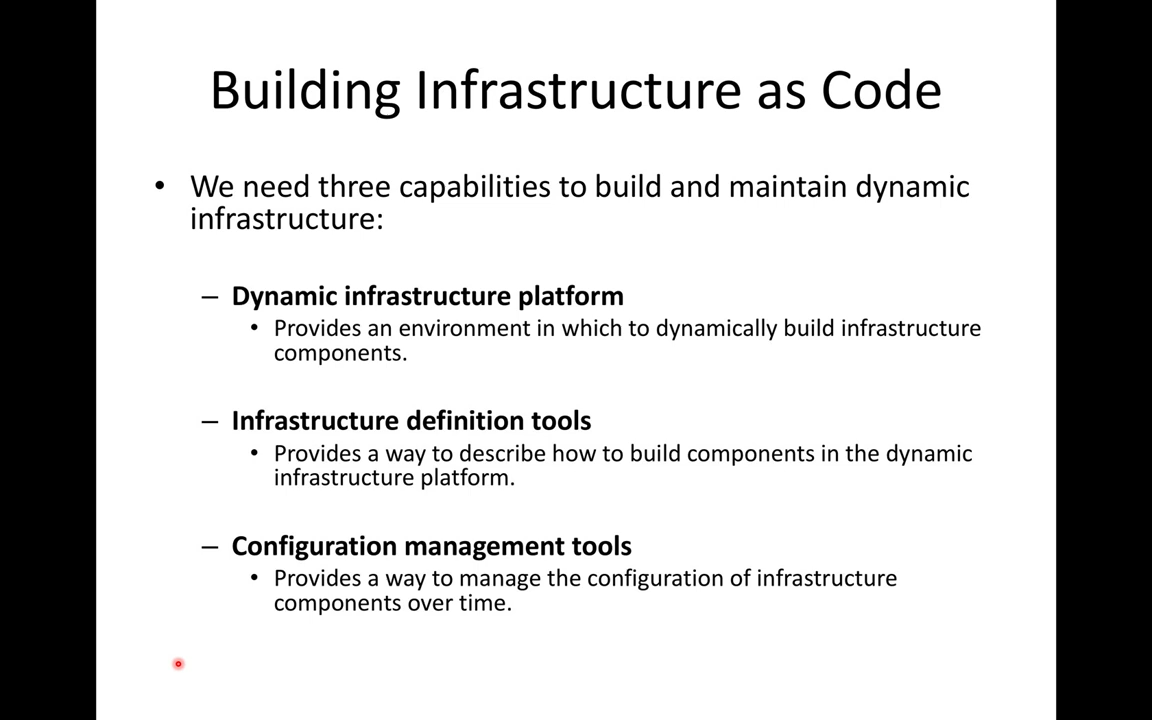 Building Infrastructure as Code
• We need three capabilities to build and maintain dynamic
infrastructure:
– Dynamic infrastructure platform
• Provides an environment in which to dynamically build infrastructure
components.
– Infrastructure definition tools
• Provides a way to describe how to build components in the dynamic
infrastructure platform.
– Configuration management tools
• Provides a way to manage the configuration of infrastructure
components over time.